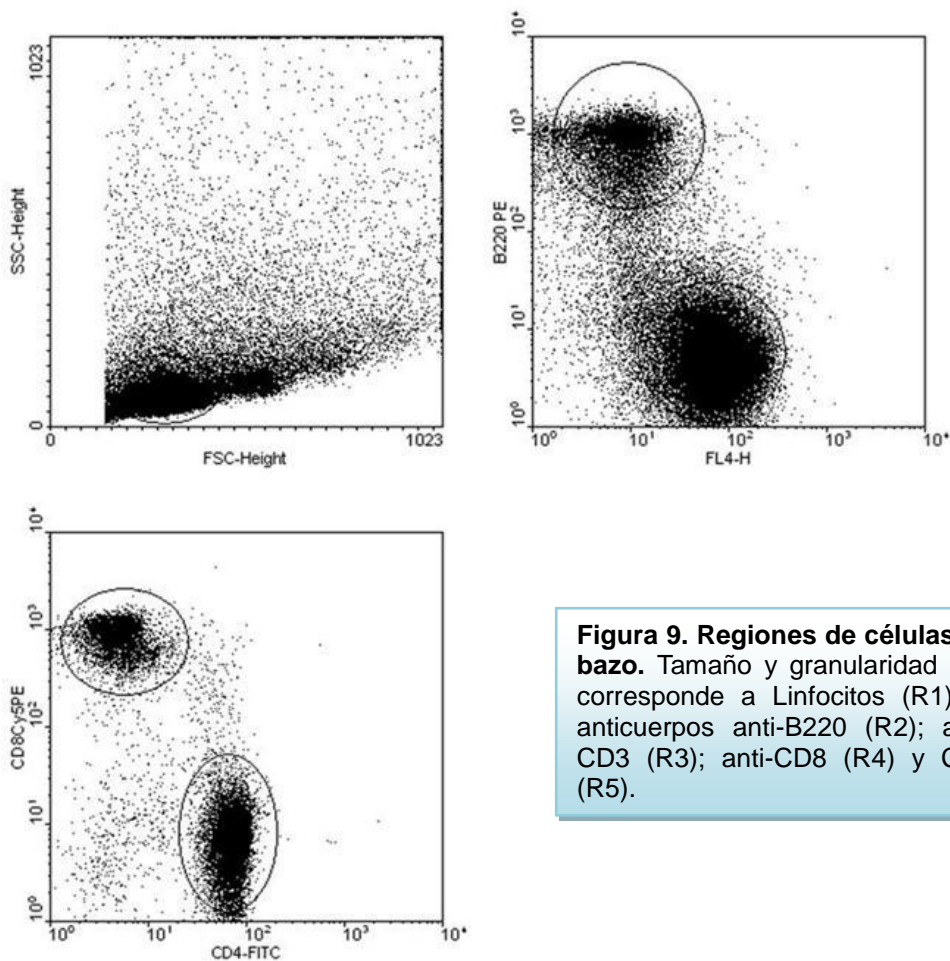 1023
SSC-Height
0
0
1023
FSC-Height
10⁴
10³
B220 PE
10²
10¹
10⁰
10⁰
10¹
10²
10³
10⁴
FL4-H
10⁴
10³
CD8Cy5PE
10²
10¹
10⁰
10⁰
10¹
10²
10³
10⁴
CD4-FITC
Figura 9. Regiones de células
bazo. Tamaño y granularidad
corresponde a Linfocitos (R1)
anticuerpos anti-B220 (R2);
CD3 (R3); anti-CD8 (R4) y
(R5).